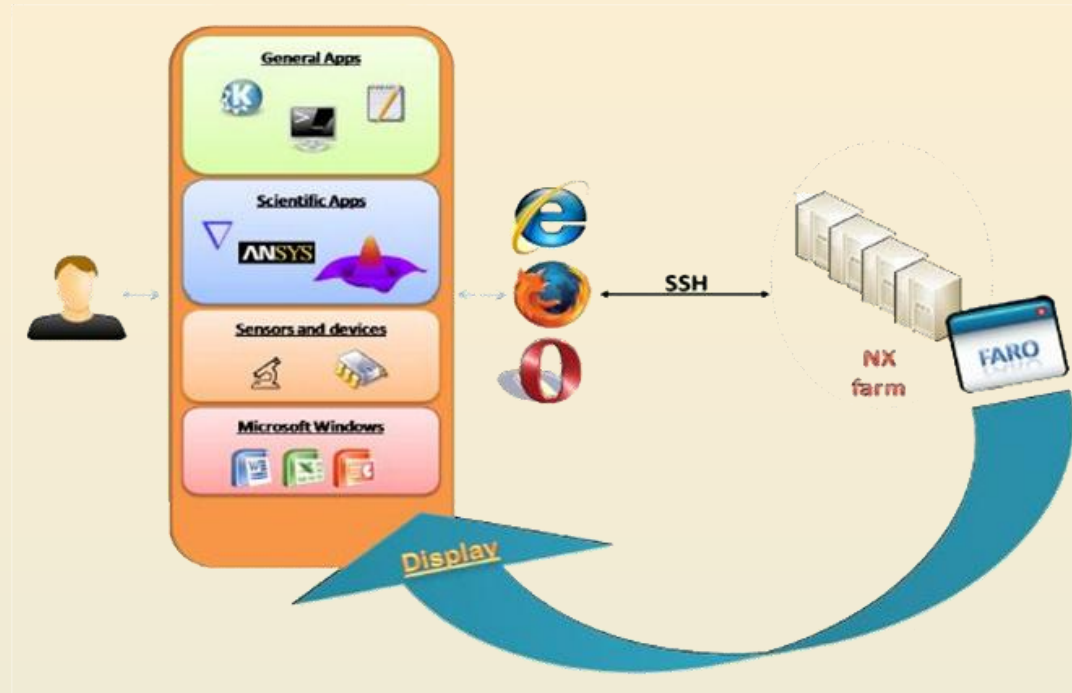 General Apps
Scientific Apps
ANSYS
Sensors and devices
Microsoft Windows
SSH
NX
farm
FARO
Display